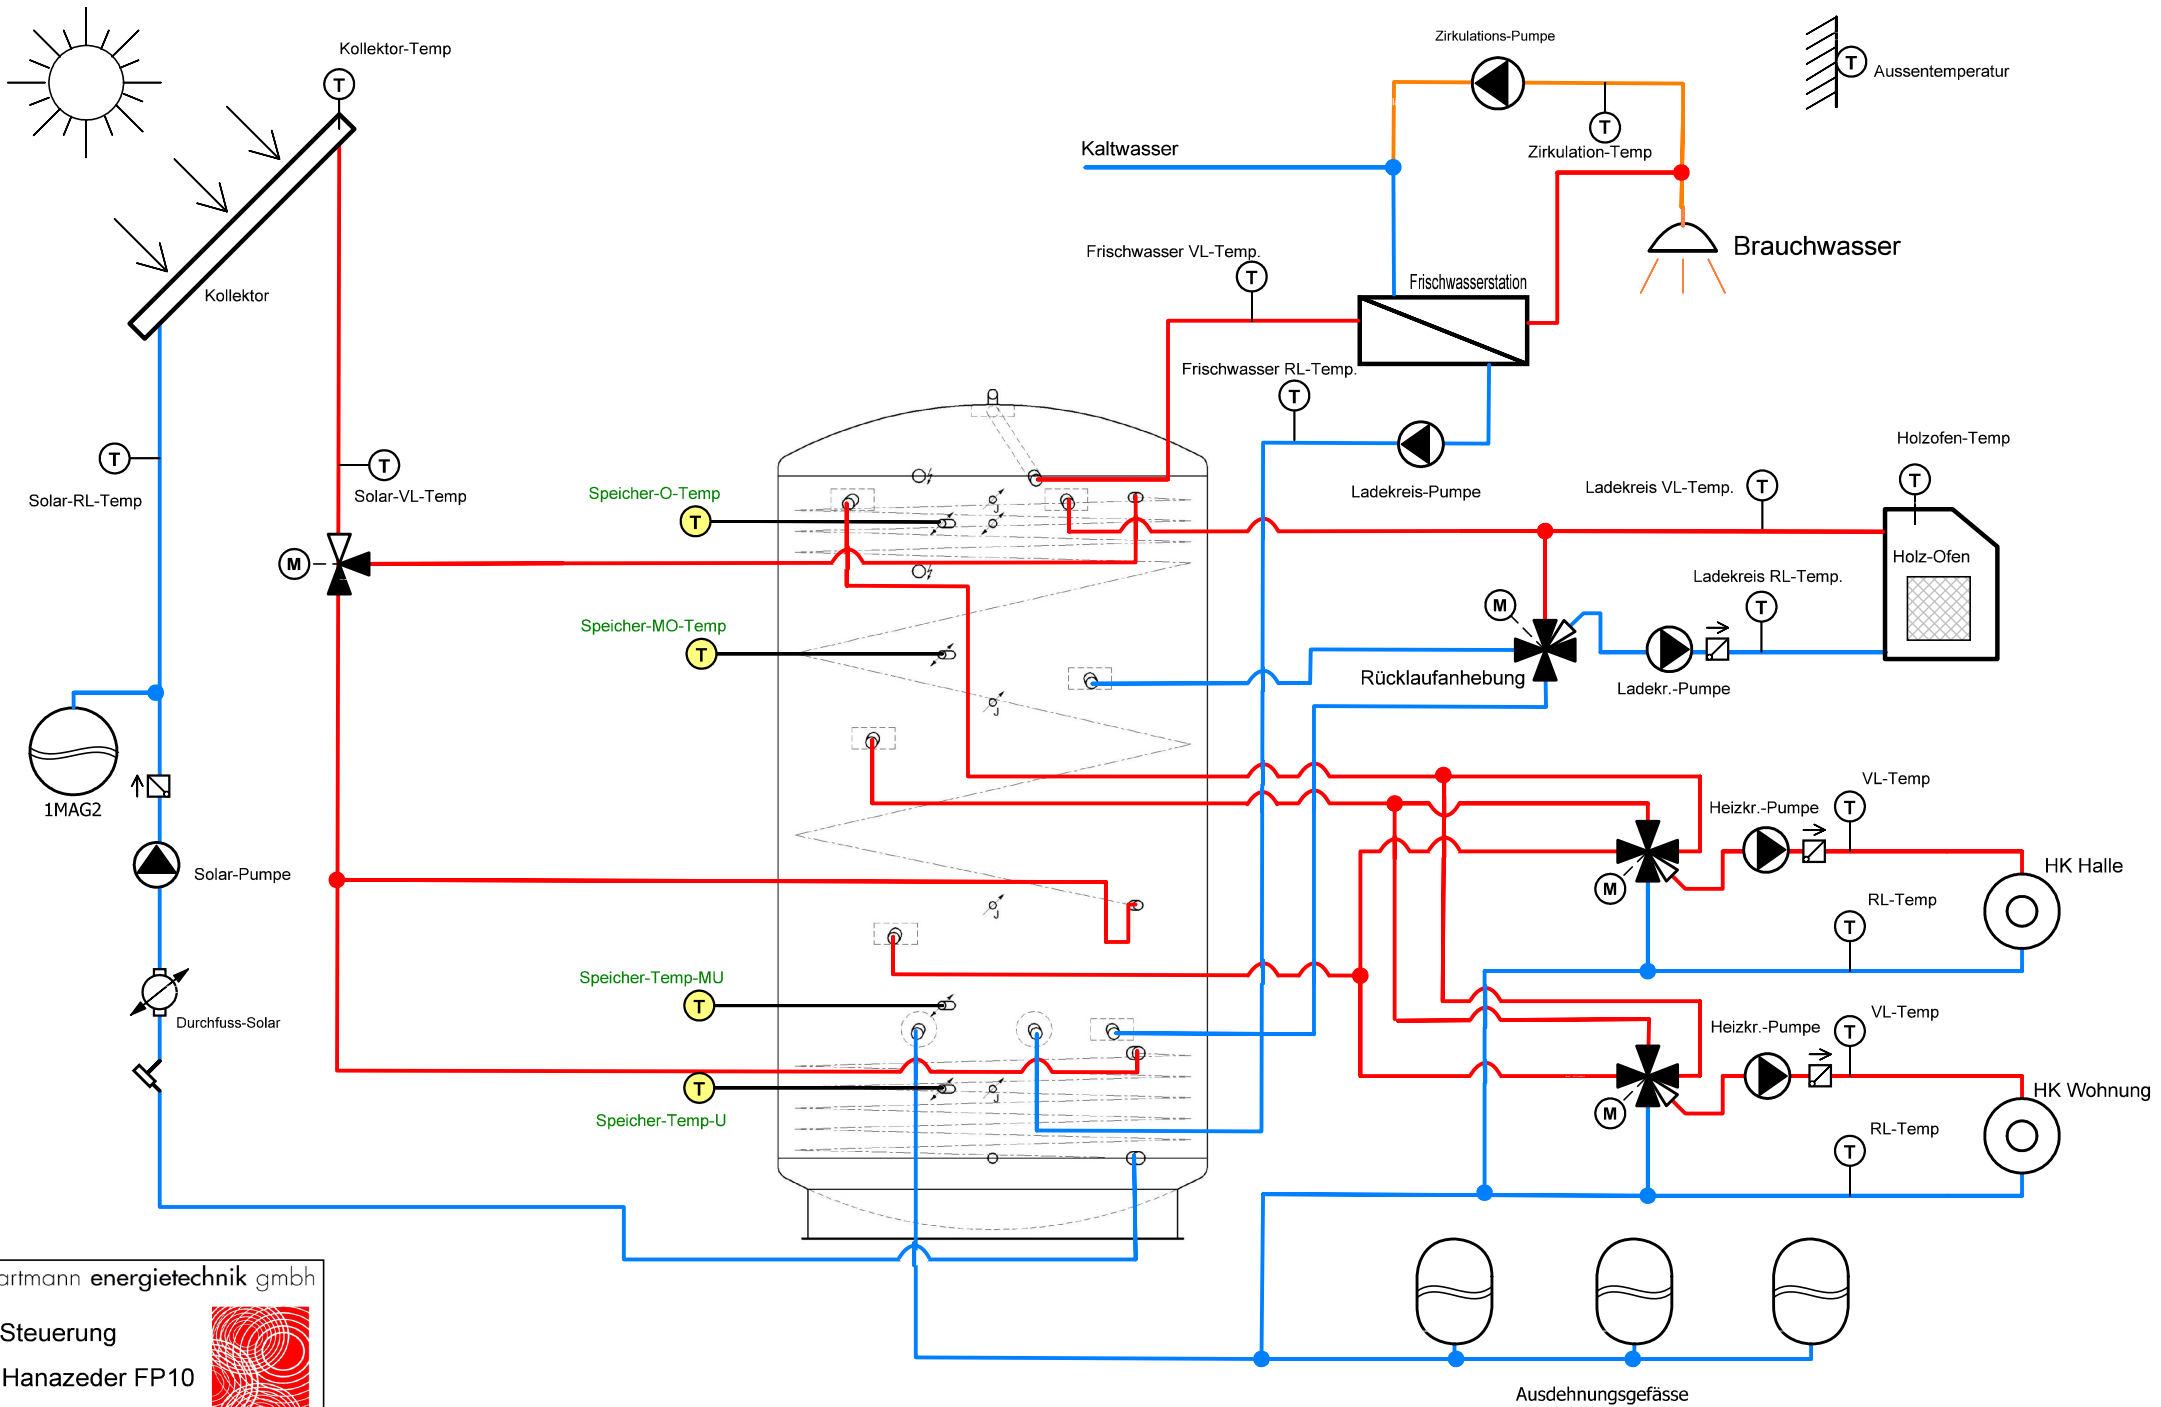 Kollektor-Temp
T
Zirkulations-Pumpe
T
Aussentemperatur
T
Zirkulation-Temp
Kaltwasser
Brauchwasser
Frischwasser VL-Temp.
T
Frischwasserstation
Kollektor
Frischwasser RL-Temp.
T
T
Solar-RL-Temp
T
Solar-VL-Temp
Speicher-O-Temp
T
Ladekreis-Pumpe
Ladekreis VL-Temp.
T
Holzofen-Temp
T
Holz-Ofen
M
J
Ladekreis RL-Temp.
T
M
Speicher-MO-Temp
T
Rücklaufanhebung
Ladekr.-Pumpe
J
1MAG2
Solar-Pumpe
VL-Temp
T
Heizkr.-Pumpe
M
HK Halle
RL-Temp
T
J
Speicher-Temp-MU
T
Durchfuss-Solar
VL-Temp
T
Heizkr.-Pumpe
M
HK Wohnung
T
Speicher-Temp-U
J
RL-Temp
T
artmann energietechnik gmbh
Steuerung
Hanazeder FP10
Ausdehnungsgefässe